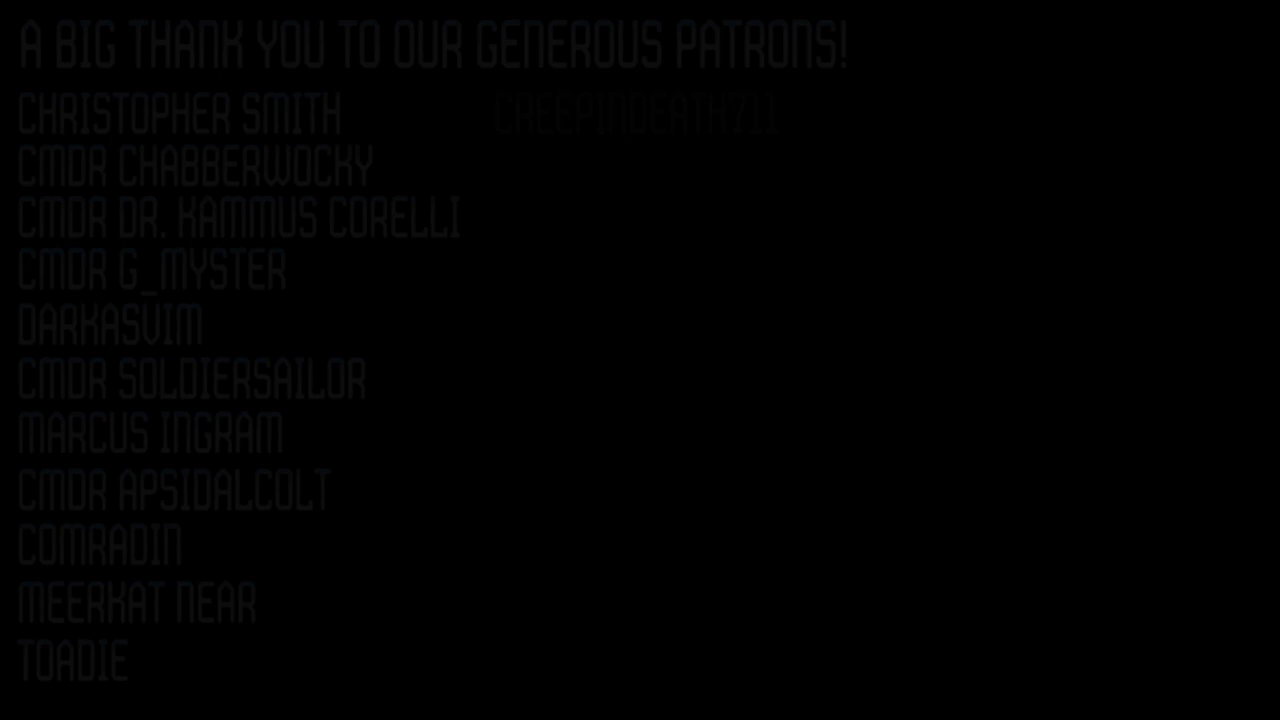 A BIG THANK YOU TO OUR GENEROUS PATRONS!
CHRISTOPHER SMITH
CREEPINDEATH711
CMDR CHABBERWOCKY
CMDR DR. KAMMUS CORELLI
CMDR G_MYSTER
DARKASVIM
CMDR SOLDIERSAILOR
MARCUS INGRAM
CMDR APSIDALCOLT
COMRADIN
MEERKAT NEAR
TOADIE